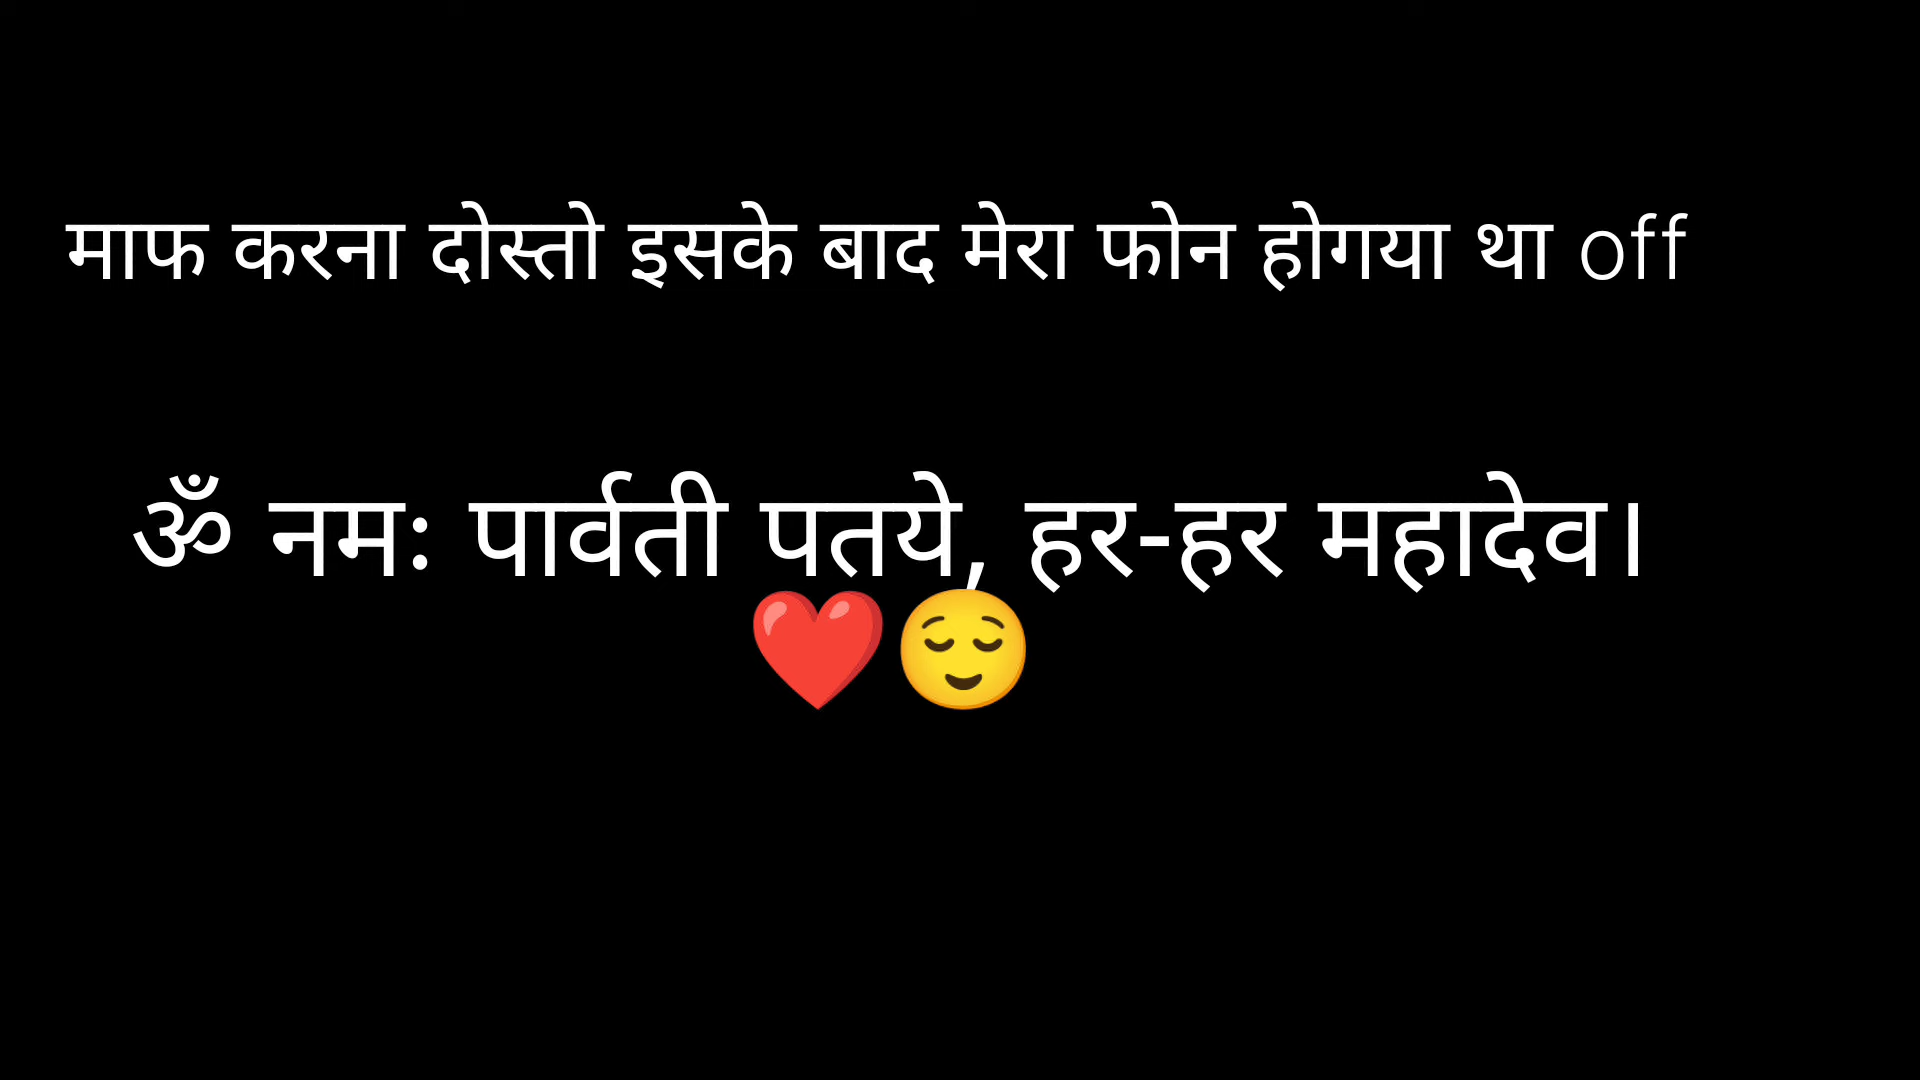 माफ करना दोस्तो इसके बाद मेरा फोन होगया था off
ॐ नमः पार्वती पतये, हर-हर महादेव।
❤️😌